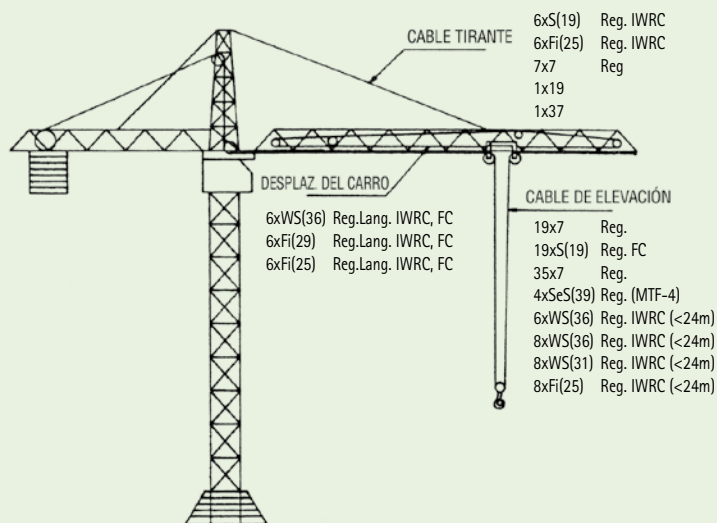 CABLE TIRANTE
6xS(19) Reg. IWRC
6xFi(25) Reg. IWRC
7x7 Reg
1x19
1x37
DESPLAZ. DEL CARRO
6xWS(36) Reg.Lang. IWRC, FC
6xFi(29) Reg.Lang. IWRC, FC
6xFi(25) Reg.Lang. IWRC, FC
CABLE DE ELEVACIÓN
19x7 Reg.
19xS(19) Reg. FC
35x7 Reg.
4xSeS(39) Reg. (MTF-4)
6xWS(36) Reg. IWRC (<24m)
8xWS(36) Reg. IWRC (<24m)
8xWS(31) Reg. IWRC (<24m)
8xFi(25) Reg. IWRC (<24m)